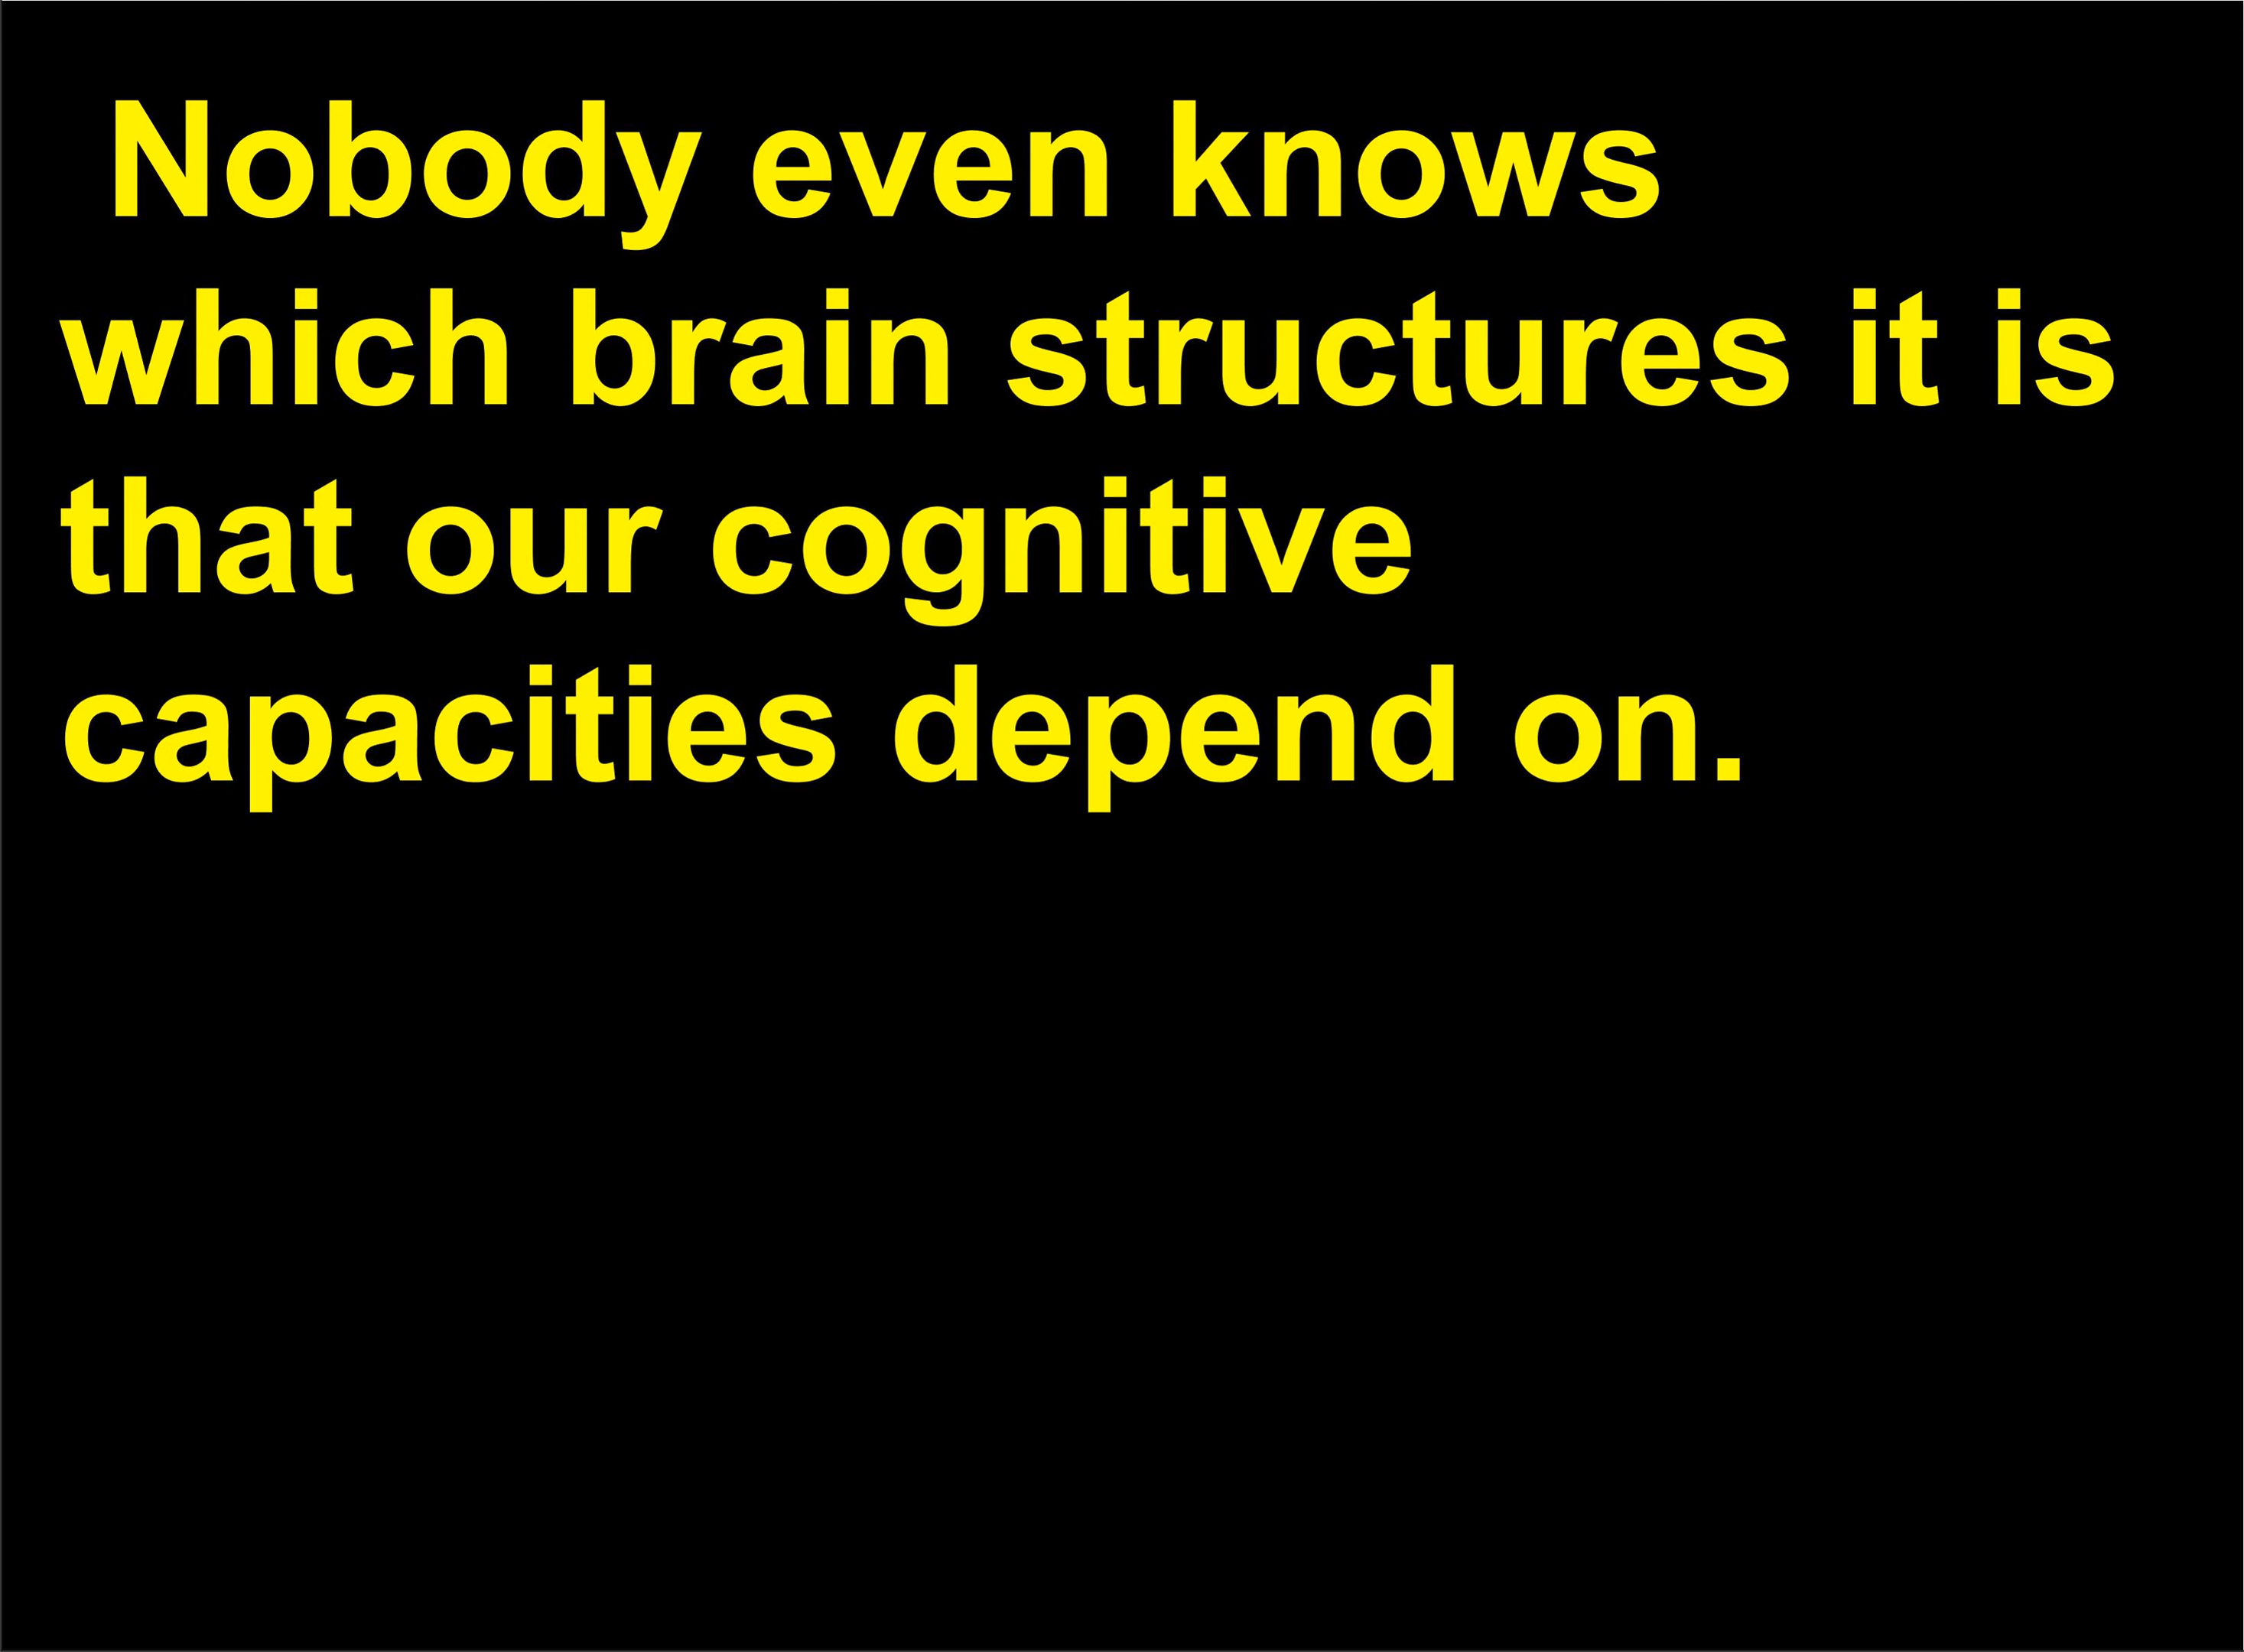 Nobody even knows
which brain structures it is
that our cognitive
capacities depend on.